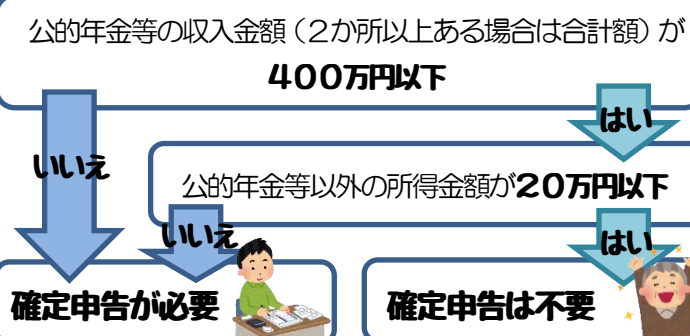 公的年金等の収入金額（２か所以上ある場合は合計額）が
４００万円以下
はい
いいえ
公的年金等以外の所得金額が２０万円以下
いいえ
はい
確定申告が必要
確定申告は不要